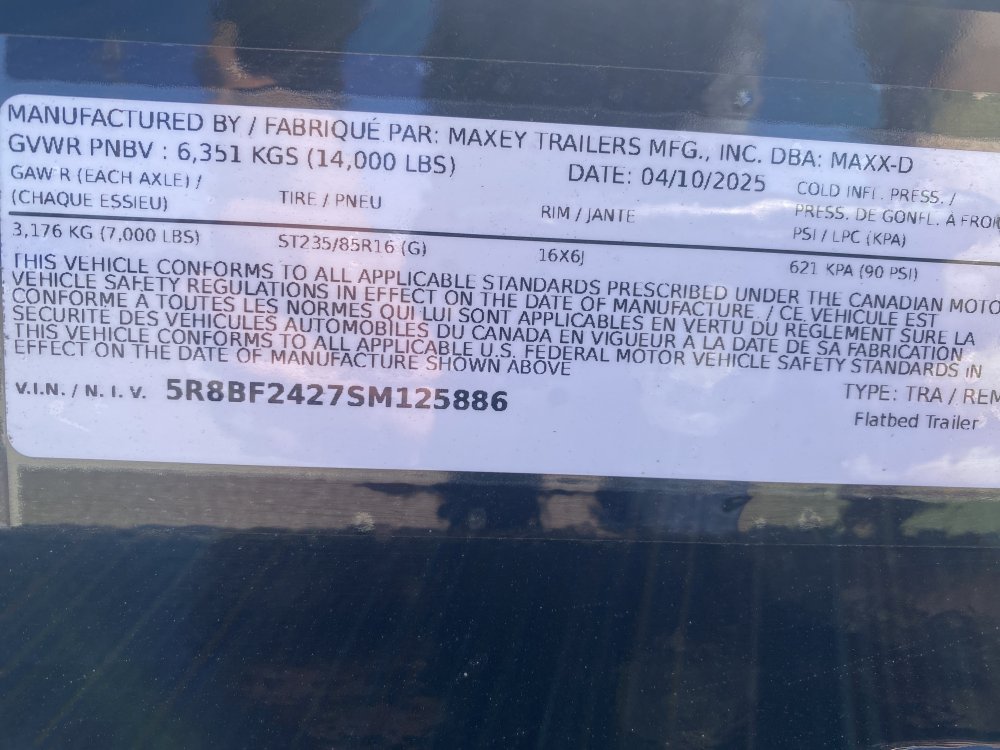 MANUFACTURED BY / FABRIQUÉ PAR: MAXEY TRAILERS MFG., INC. DBA: MAXX-D
GVWR PNBV : 6,351 KGS (14,000 LBS)
DATE: 04/10/2025
GAWR (EACH AXLE) /
(CHAQUE ESSIEU)
TIRE / PNEU
RIM / JANTE
COLD INFL. PRESS. /
PRESS. DE GONFL. À FROI
PSI / LPC (KPA)
3,176 KG (7,000 LBS)
ST235/85R16 (G)
16X6J
621 KPA (90 PSI)
THIS VEHICLE CONFORMS TO ALL APPLICABLE STANDARDS PRESCRIBED UNDER THE CANADIAN MOTO
VEHICLE SAFETY REGULATIONS IN EFFECT ON THE DATE OF MANUFACTURE. / CE VEHICULE EST
CONFORME A TOUTES LES NORMES QUI LUI SONT APPLICABLES EN VERTU DU REGLEMENT SURE LA
SECURITE DES VEHICULES AUTOMOBILES DU CANADA EN VIGUEUR A LA DATE DE SA FABRICATION
THIS VEHICLE CONFORMS TO ALL APPLICABLE U.S. FEDERAL MOTOR VEHICLE SAFETY STANDARDS IN
EFFECT ON THE DATE OF MANUFACTURE SHOWN ABOVE
V.I.N. / N. I. V. 5R8BF2427SM125886
TYPE: TRA / REM
Flatbed Trailer